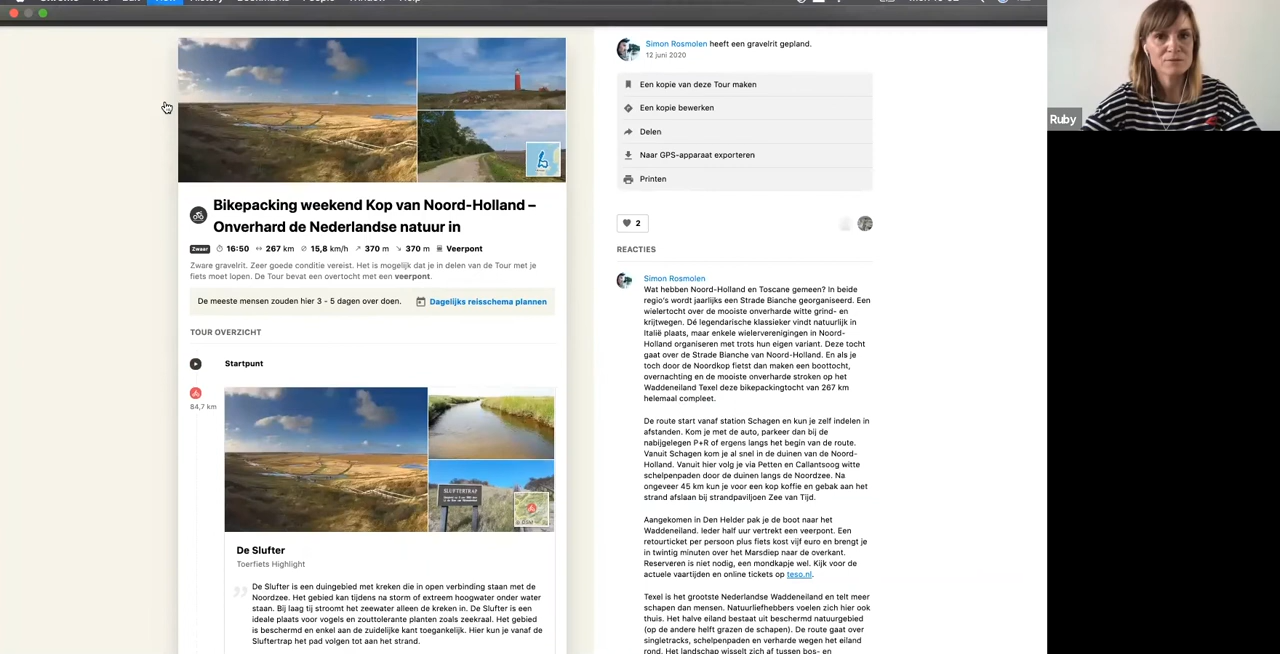 Bikepacking weekend Kop van Noord-Holland –
Onverhard de Nederlandse natuur in
Zwaar 16:50 267 km 15,8 km/h 370 m 370 m Veerpont
Zware gravelrit. Zeer goede conditie vereist. Het is mogelijk dat je in delen van de Tour met je
fiets moet lopen. De Tour bevat een overtocht met een veerpont.
De meeste mensen zouden hier 3 - 5 dagen over doen. Dagelijks reisschema plannen
TOUR OVERZICHT
Startpunt
84,7 km
SLUFTERTRAP
De Slufter
Toerfiets Highlight
De Slufter is een duingebied met kreken die in open verbinding staan met de
Noordzee. Het gebied kan tijdens na storm of extreem hoogwater onder water
staan. Bij laag tij stroomt het zeewater alleen de kreken in. De Slufter is een
ideale plaats voor vogels en zouttolerante planten zoals zeekraal. Het gebied
is beschermd en enkel aan de zuidelijke kant toegankelijk. Hier kun je vanaf de
Sluftertrap het pad volgen tot aan het strand.
Simon Rosmolen heeft een gravelrit gepland.
12 juni 2020
Een kopie van deze Tour maken
Een kopie bewerken
Delen
Naar GPS-apparaat exporteren
Printen
2
REACTIES
Simon Rosmolen
Wat hebben Noord-Holland en Toscane gemeen? In beide
regio's wordt jaarlijks een Strade Bianche georganiseerd. Een
wielertocht over de mooiste onverharde witte grind- en
krijtwegen. Dé legendarische klassieker vindt natuurlijk in
Italië plaats, maar enkele wielerverenigingen in Noord-
Holland organiseren met trots hun eigen variant. Deze tocht
gaat over de Strade Bianche van Noord-Holland. En als je
toch door de Noordkop fietst dan maken een boottocht,
overnachting en de mooiste onverharde stroken op het
Waddeneiland Texel deze bikepackingtocht van 267 km
helemaal compleet.
De route start vanaf station Schagen en kun je zelf indelen in
afstanden. Kom je met de auto, parkeer dan bij de
nabijgelegen P+R of ergens langs het begin van de route.
Vanuit Schagen kom je al snel in de duinen van de Noord-
Holland. Vanuit hier volg je via Petten en Callantsoog witte
schelpenpaden door de duinen langs de Noordzee. Na
ongeveer 45 km kun je voor een kop koffie en gebak aan het
strand afslaan bij strandpaviljoen Zee van Tijd.
Aangekomen in Den Helder pak je de boot naar het
Waddeneiland. Ieder half uur vertrekt een veerpont. Een
retourticket per persoon plus fiets kost vijf euro en brengt je
in twintig minuten over het Marsdiep naar de overkant.
Reserveren is niet nodig, een mondkapje wel. Kijk voor de
actuele vaartijden en online tickets op teso.nl.
Texel is het grootste Nederlandse Waddeneiland en telt meer
schapen dan mensen. Natuurliefhebbers voelen zich hier ook
thuis. Het halve eiland bestaat uit beschermd natuurgebied
(op de andere helft grazen de schapen). De route gaat over
singletracks, schelpenpaden en verharde wegen het eiland
rond. Het landschap wisselt zich af tussen bos- en
Ruby